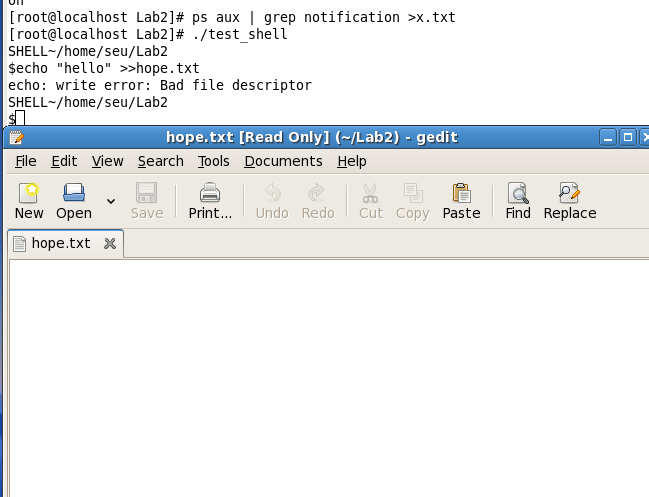 on
[root@localhost Lab2]# ps aux | grep notification >x.txt
[root@localhost Lab2]# ./test_shell
SHELL~/home/seu/Lab2
$echo "hello" >>hope.txt
echo: write error: Bad file descriptor
SHELL~/home/seu/Lab2
$
hope.txt [Read Only] (~/Lab2) - gedit
File Edit View Search Tools Documents Help
New Open Save Print... Undo Redo Cut Copy Paste Find Replace
hope.txt